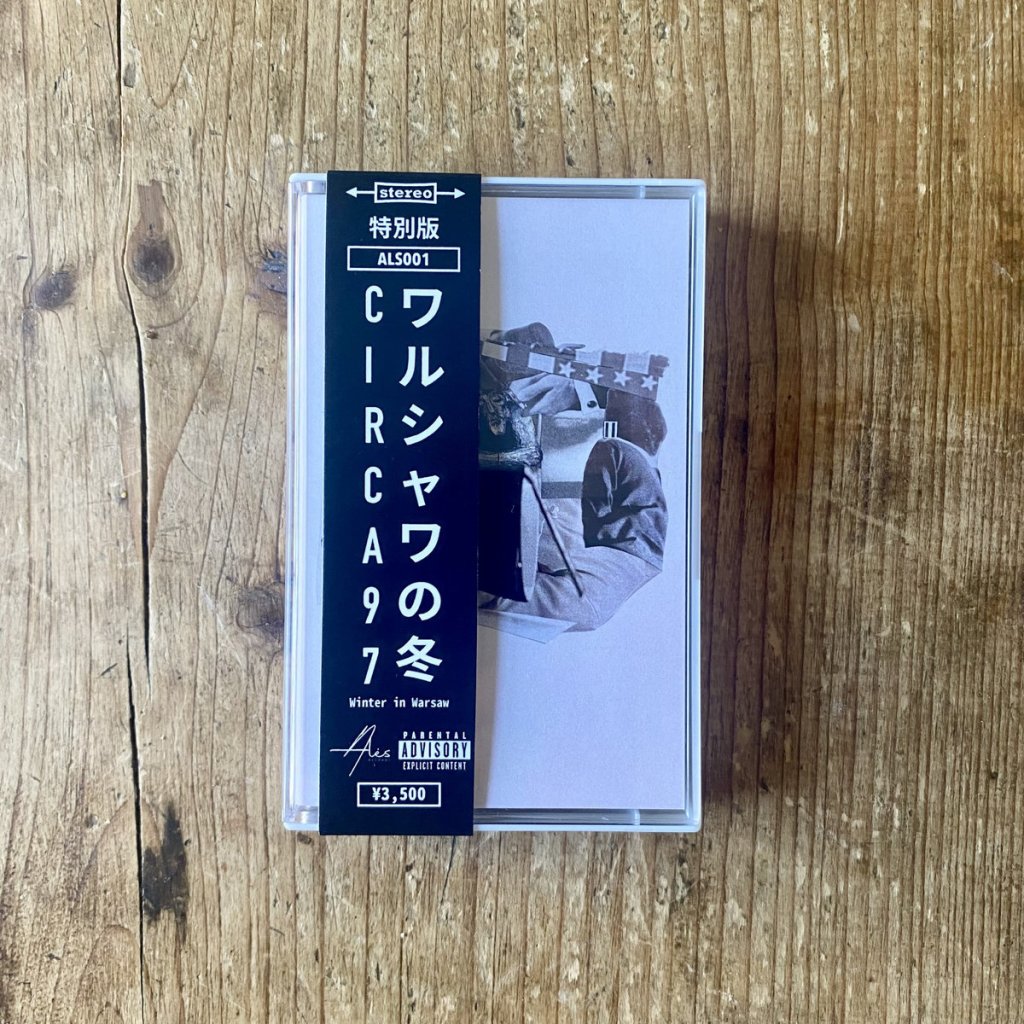 stereo
特別版
ALS001
ワルシャワの冬
CIRCA97
Winter in Warsaw
Alés
PARENTAL
ADVISORY
EXPLICIT CONTENT
¥3,500